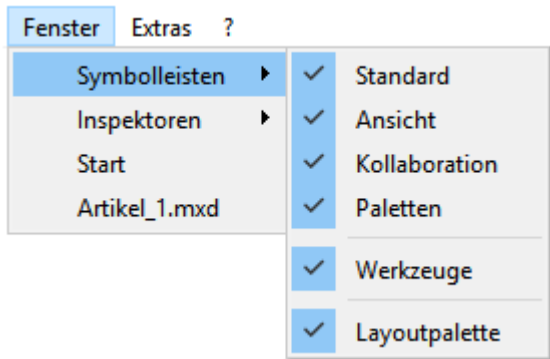 Fenster Extras ?
Symbolleisten
Inspektoren
Start
Artikel_1.mxd
Standard
Ansicht
Kollaboration
Paletten
Werkzeuge
Layoutpalette